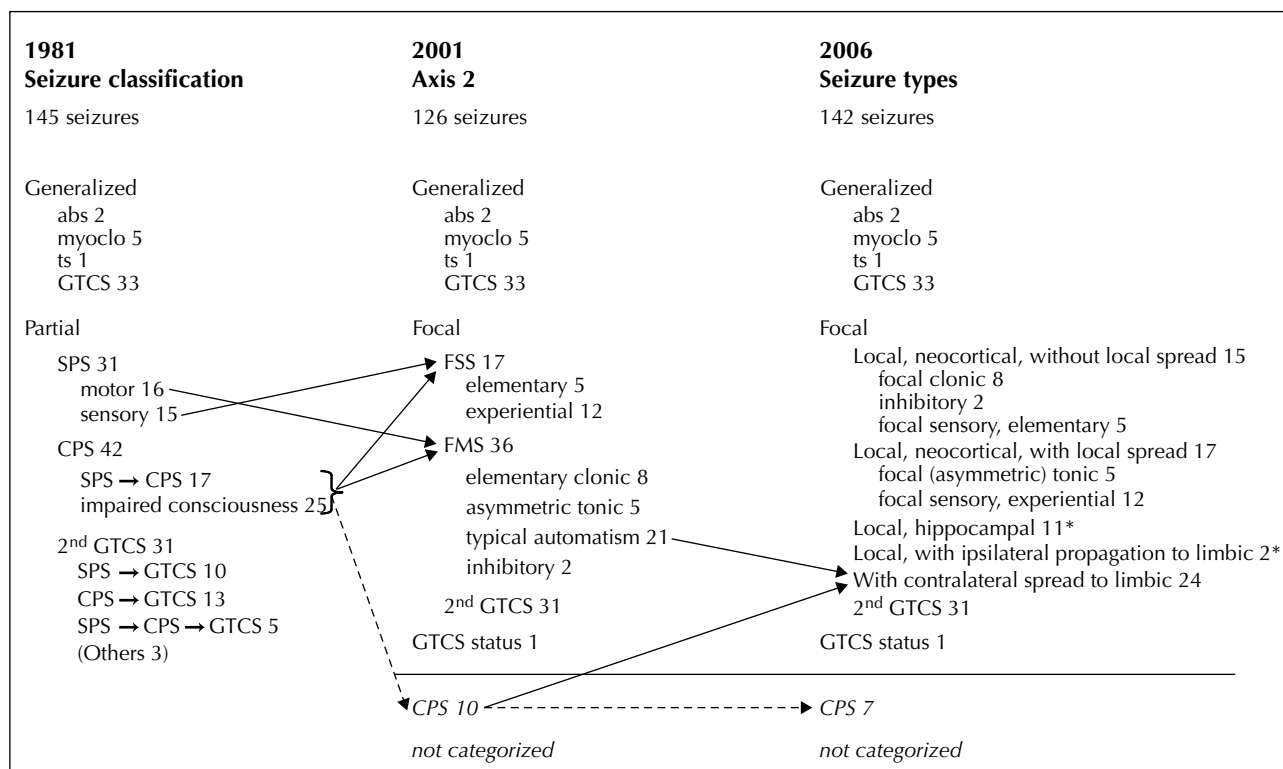 1981
Seizure classification
145 seizures
Generalized
abs 2
myoclo 5
ts 1
GTCS 33
Partial
SPS 31
motor 16
sensory 15
CPS 42
SPS → CPS 17
impaired consciousness 25
2nd GTCS 31
SPS → GTCS 10
CPS → GTCS 13
SPS → CPS → GTCS 5
(Others 3)
2001
Axis 2
126 seizures
Generalized
abs 2
myoclo 5
ts 1
GTCS 33
Focal
FSS 17
elementary 5
experiential 12
FMS 36
elementary clonic 8
asymmetric tonic 5
typical automatism 21
inhibitory 2
2nd GTCS 31
GTCS status 1
CPS 10
not categorized
2006
Seizure types
142 seizures
Generalized
abs 2
myoclo 5
ts 1
GTCS 33
Focal
Local, neocortical, without local spread 15
focal clonic 8
inhibitory 2
focal sensory, elementary 5
Local, neocortical, with local spread 17
focal (asymmetric) tonic 5
focal sensory, experiential 12
Local, hippocampal 11*
Local, with ipsilateral propagation to limbic 2*
With contralateral spread to limbic 24
2nd GTCS 31
GTCS status 1
CPS 7
not categorized